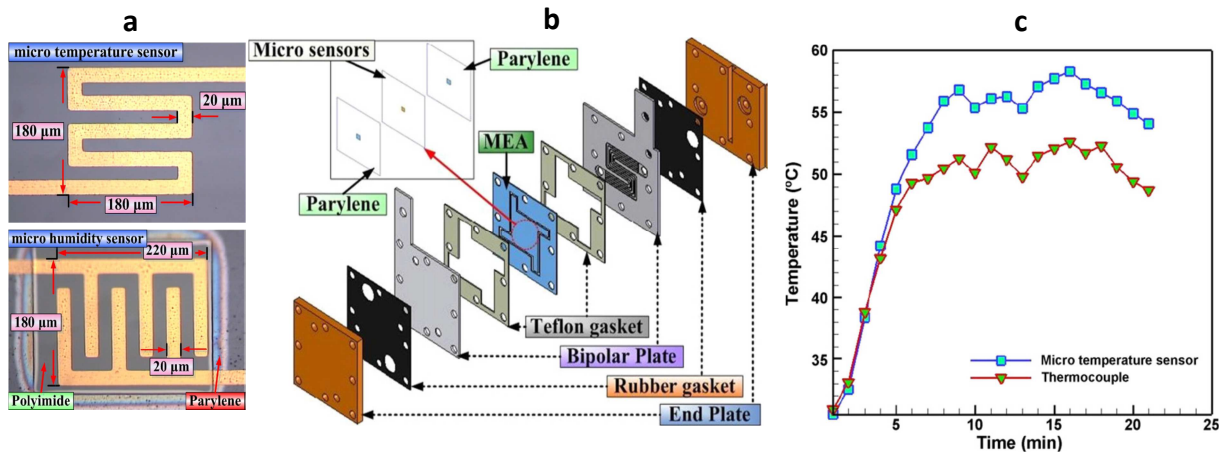 a
micro temperature sensor
20 µm
180 µm
180 µm
micro humidity sensor
220 µm
180 µm
20 µm
Polyimide
Parylene
b
Micro sensors
Parylene
MEA
Parylene
Teflon gasket
Bipolar Plate
Rubber gasket
End Plate
c
60
55
50
45
40
35
Temperature (ºC)
Micro temperature sensor
Thermocouple
5
10
15
20
25
Time (min)